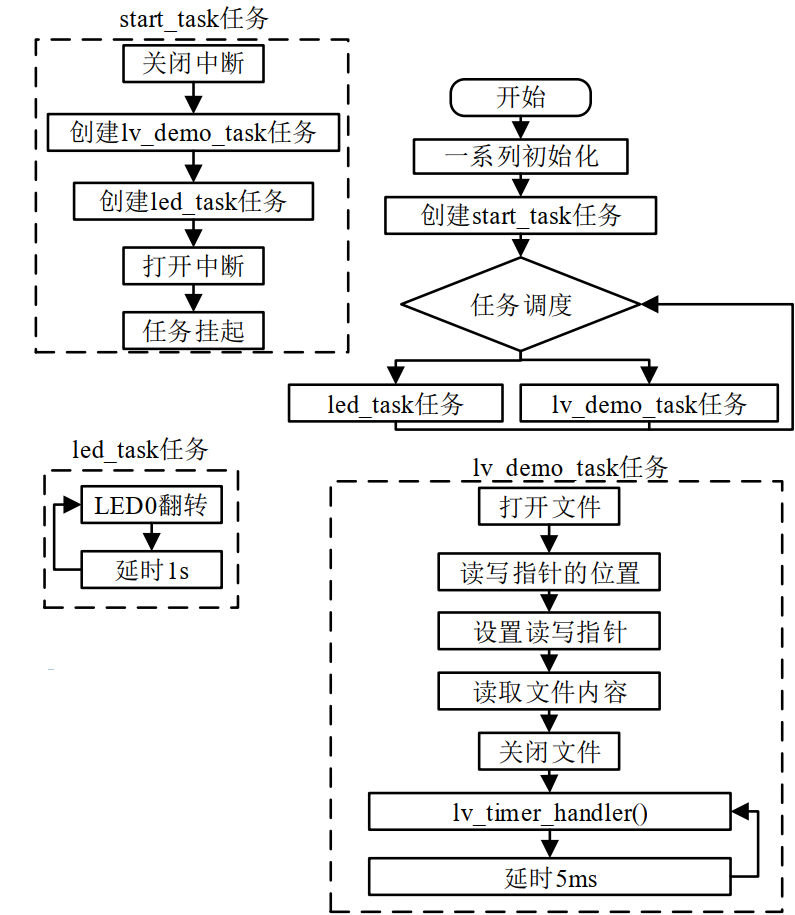 start_task任务
关闭中断
创建lv_demo_task任务
创建led_task任务
打开中断
任务挂起
开始
一系列初始化
创建start_task任务
任务调度
led_task任务
lv_demo_task任务
led_task任务
LED0翻转
延时1s
lv_demo_task任务
打开文件
读写指针的位置
设置读写指针
读取文件内容
关闭文件
lv_timer_handler()
延时5ms